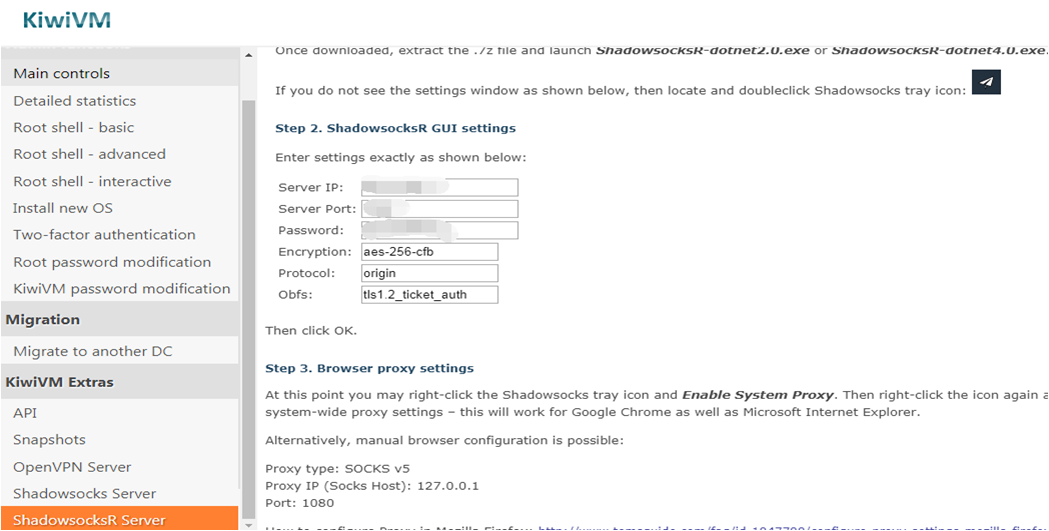 KiwiVM
Main controls
Detailed statistics
Root shell - basic
Root shell - advanced
Root shell - interactive
Install new OS
Two-factor authentication
Root password modification
KiwiVM password modification
Migration
Migrate to another DC
KiwiVM Extras
API
Snapshots
OpenVPN Server
Shadowsocks Server
ShadowsocksR Server
Once downloaded, extract the .7z file and launch ShadowsocksR-dotnet2.0.exe or ShadowsocksR-dotnet4.0.exe.
If you do not see the settings window as shown below, then locate and doubleclick Shadowsocks tray icon:
Step 2. ShadowsocksR GUI settings
Enter settings exactly as shown below:
Server IP:
Server Port:
Password:
Encryption: aes-256-cfb
Protocol: origin
Obfs: tls1.2_ticket_auth
Then click OK.
Step 3. Browser proxy settings
At this point you may right-click the Shadowsocks tray icon and Enable System Proxy. Then right-click the icon again a
system-wide proxy settings – this will work for Google Chrome as well as Microsoft Internet Explorer.
Alternatively, manual browser configuration is possible:
Proxy type: SOCKS v5
Proxy IP (Socks Host): 127.0.0.1
Port: 1080
How to configure Proxy in Mozilla Firefox: